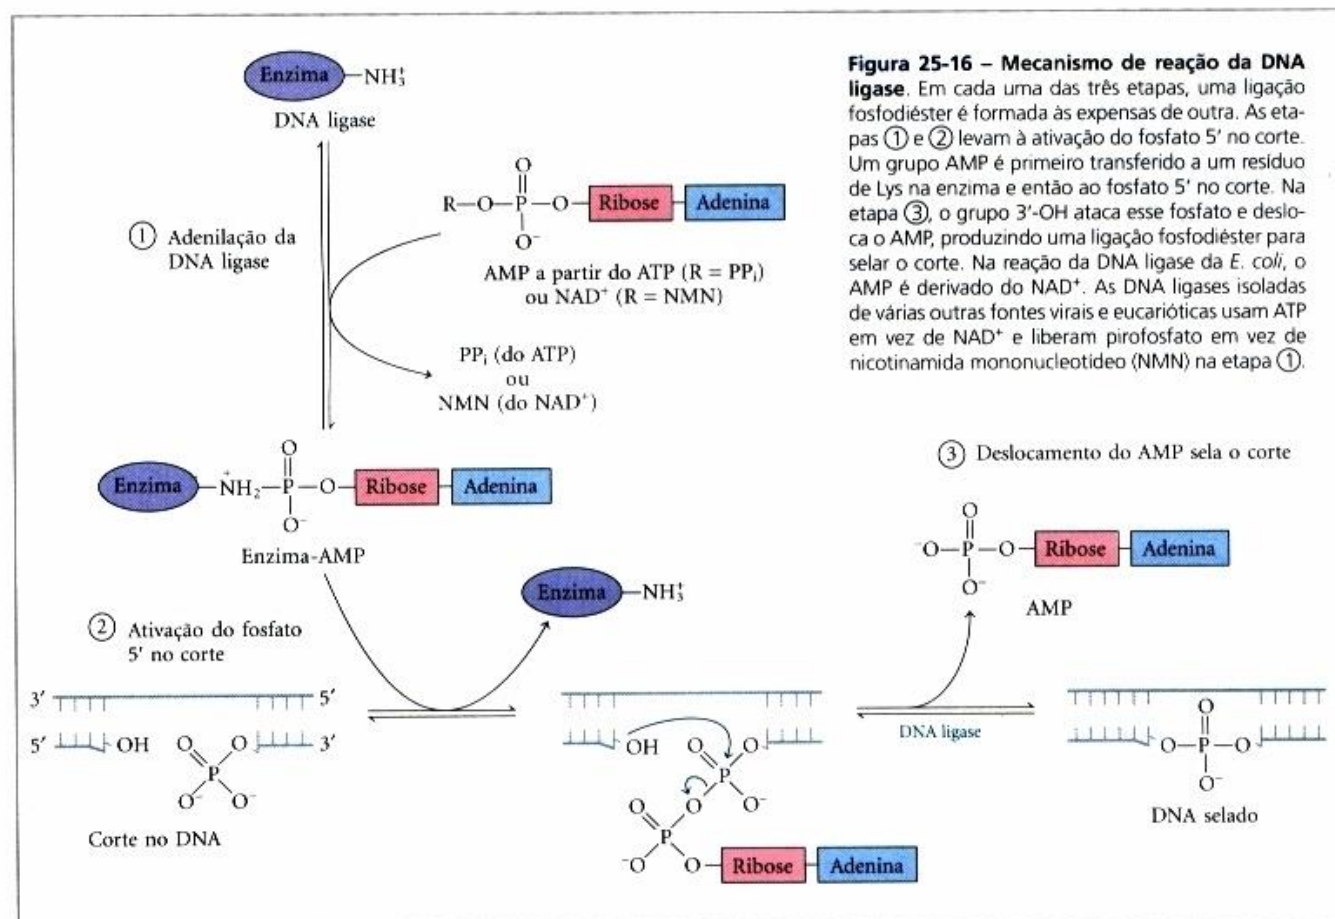 Figura 25-16 – Mecanismo de reação da DNA
ligase. Em cada uma das três etapas, uma ligação
fosfodiéster é formada às expensas de outra. As eta-
pas ① e ② levam à ativação do fosfato 5' no corte.
Um grupo AMP é primeiro transferido a um resíduo
de Lys na enzima e então ao fosfato 5' no corte. Na
etapa ③, o grupo 3'-OH ataca esse fosfato e deslo-
ca o AMP, produzindo uma ligação fosfodiéster para
selar o corte. Na reação da DNA ligase da E. coli, o
AMP é derivado do NAD⁺. As DNA ligases isoladas
de várias outras fontes virais e eucarióticas usam ATP
em vez de NAD⁺ e liberam pirofosfato em vez de
nicotinamida mononucleotídeo (NMN) na etapa ①.
Enzima—NH₃⁺
DNA ligase
① Adenilação da
DNA ligase
O
R—O—P—O—Ribose—Adenina
O⁻
AMP a partir do ATP (R = PPᵢ)
ou NAD⁺ (R = NMN)
PPᵢ (do ATP)
ou
NMN (do NAD⁺)
O
Enzima—N⁺H₂—P—O—Ribose—Adenina
O⁻
Enzima-AMP
③ Deslocamento do AMP sela o corte
O
⁻O—P—O—Ribose—Adenina
O⁻
AMP
Enzima—NH₃⁺
② Ativação do fosfato
5' no corte
3' 5'
5' OH O O 3'
P
O⁻ O⁻
Corte no DNA
OH O O
P
O O⁻
O
P
⁻O O—Ribose—Adenina
DNA ligase
O
O—P—O
O⁻
DNA selado